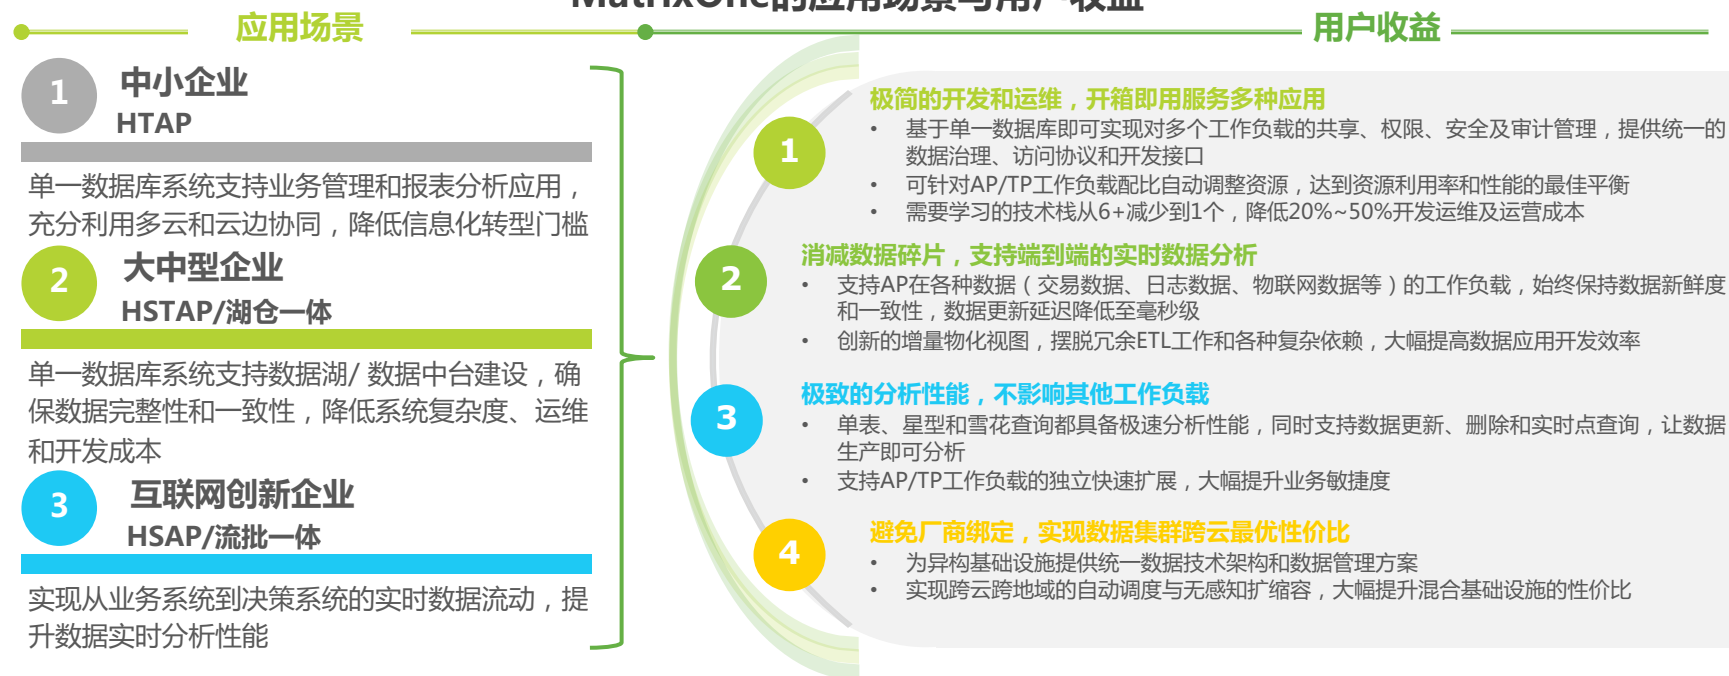 MatrixOne的应用场景与用户收益
应用场景
1
中小企业
HTAP
单一数据库系统支持业务管理和报表分析应用，
充分利用多云和云边协同，降低信息化转型门槛
2
大中型企业
HSTAP/湖仓一体
单一数据库系统支持数据湖/ 数据中台建设，确
保数据完整性和一致性，降低系统复杂度、运维
和开发成本
3
互联网创新企业
HSAP/流批一体
实现从业务系统到决策系统的实时数据流动，提
升数据实时分析性能
用户收益
1
极简的开发和运维，开箱即用服务多种应用
• 基于单一数据库即可实现对多个工作负载的共享、权限、安全及审计管理，提供统一的
数据治理、访问协议和开发接口
• 可针对AP/TP工作负载配比自动调整资源，达到资源利用率和性能的最佳平衡
• 需要学习的技术栈从6+减少到1个，降低20%~50%开发运维及运营成本
2
消减数据碎片，支持端到端的实时数据分析
• 支持AP在各种数据（交易数据、日志数据、物联网数据等）的工作负载，始终保持数据新鲜度
和一致性，数据更新延迟降低至毫秒级
• 创新的增量物化视图，摆脱冗余ETL工作和各种复杂依赖，大幅提高数据应用开发效率
3
极致的分析性能，不影响其他工作负载
• 单表、星型和雪花查询都具备极速分析性能，同时支持数据更新、删除和实时点查询，让数据
生产即可分析
• 支持AP/TP工作负载的独立快速扩展，大幅提升业务敏捷度
4
避免厂商绑定，实现数据集群跨云最优性价比
• 为异构基础设施提供统一数据技术架构和数据管理方案
• 实现跨云跨地域的自动调度与无感知扩缩容，大幅提升混合基础设施的性价比